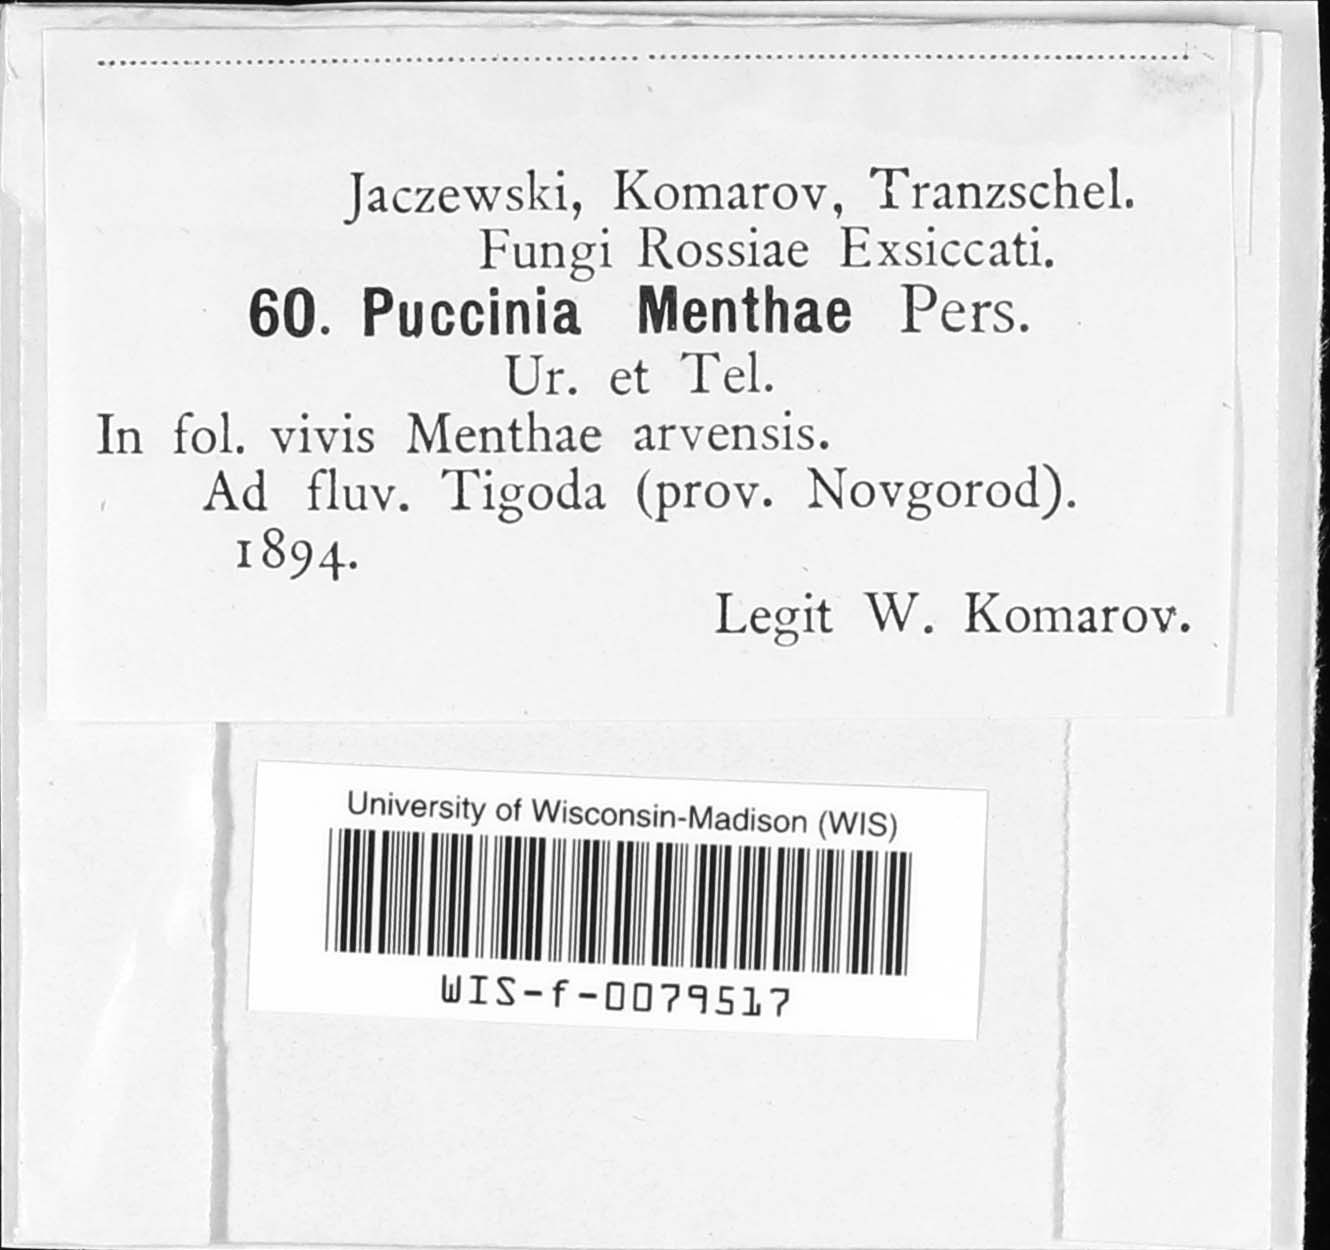 Jaczewski, Komarov, Tranzschel.
Fungi Rossiae Exsiccati.
60. Puccinia Menthae Pers.
Ur. et Tel.
In fol. vivis Menthae arvensis.
Ad fluv. Tigoda (prov. Novgorod).
1894.
Legit W. Komarov.
University of Wisconsin-Madison (WIS)
WIS-f-0079517